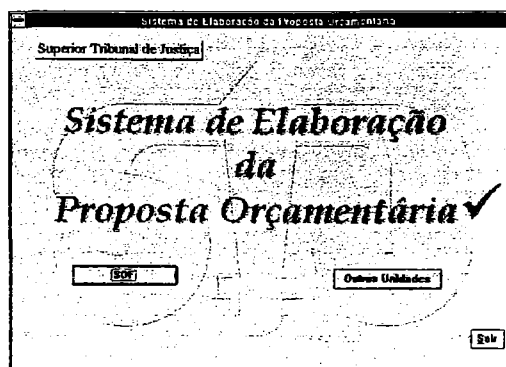 Sistema de Elaboração da Proposta Orçamentária
Superior Tribunal de Justiça
Sistema de Elaboração
da
Proposta Orçamentária
SOF
Outras Unidades
Sair